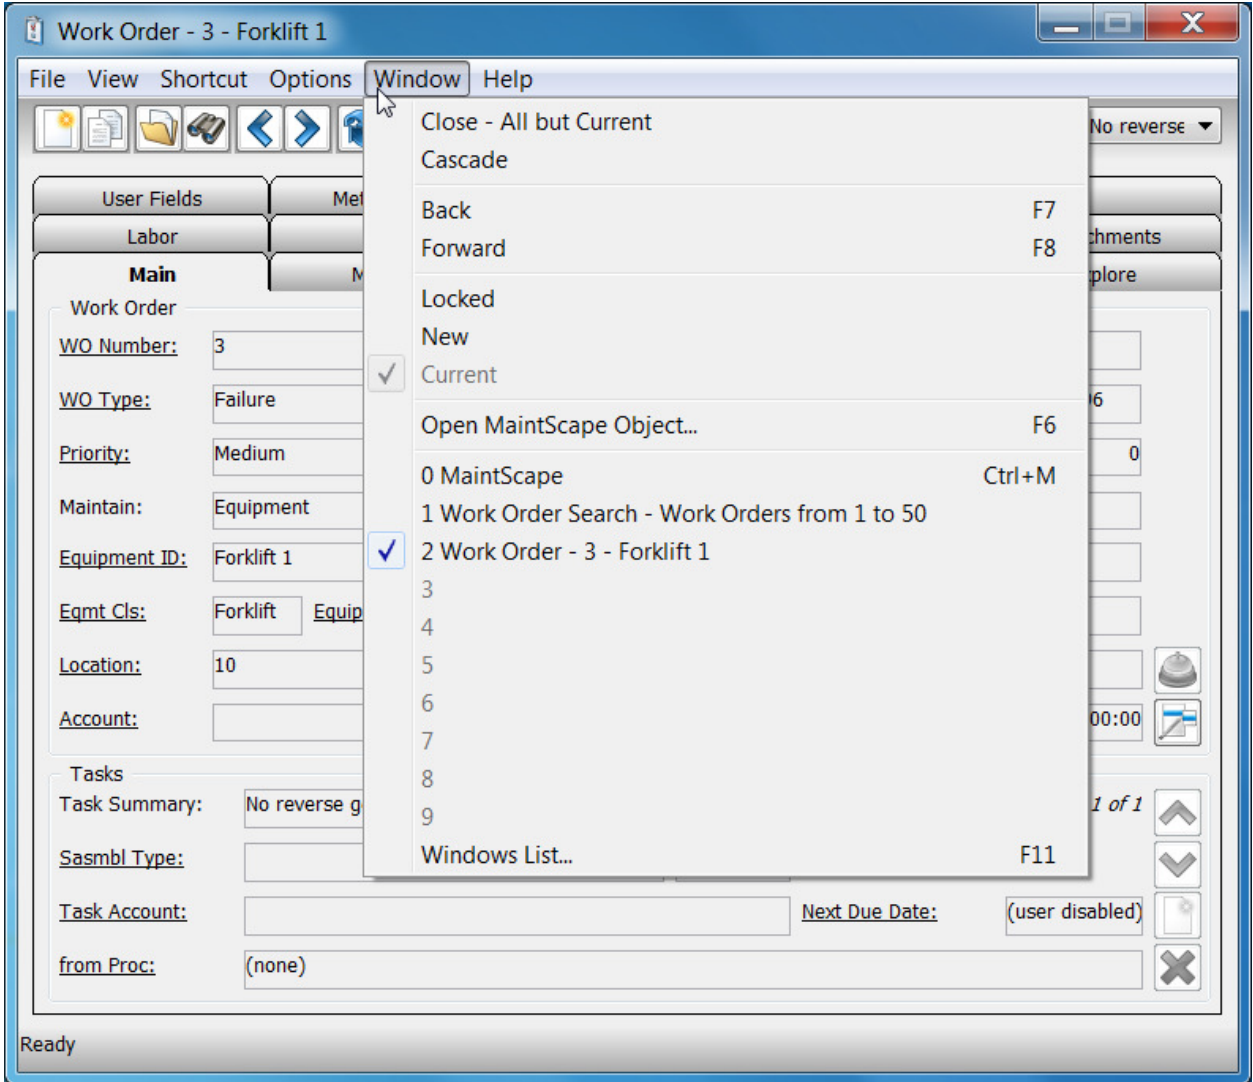 Work Order - 3 - Forklift 1
File View Shortcut Options Window Help
No reverse
Close - All but Current
Cascade
Back F7
Forward F8
Locked
New
Current
Open MaintScape Object... F6
0 MaintScape Ctrl+M
1 Work Order Search - Work Orders from 1 to 50
2 Work Order - 3 - Forklift 1
3
4
5
6
7
8
9
Windows List... F11
User Fields
Labor
Main
Work Order
WO Number: 3
WO Type: Failure
Priority: Medium 0
Maintain: Equipment
Equipment ID: Forklift 1
Eqmt Cls: Forklift Equip
Location: 10
Account: 00:00
Tasks
Task Summary: No reverse g 1 of 1
Sasmbl Type:
Task Account: Next Due Date: (user disabled)
from Proc: (none)
Ready